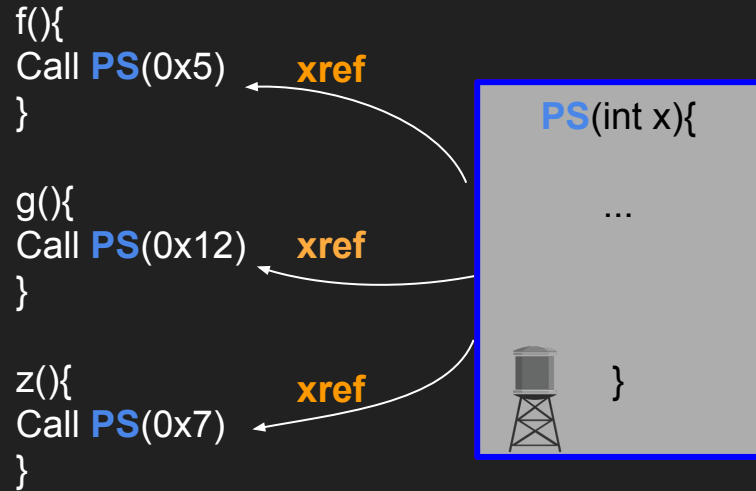 f(){
Call PS(0x5)
}
xref
g(){
Call PS(0x12)
}
xref
z(){
Call PS(0x7)
}
xref
PS(int x){
...
}